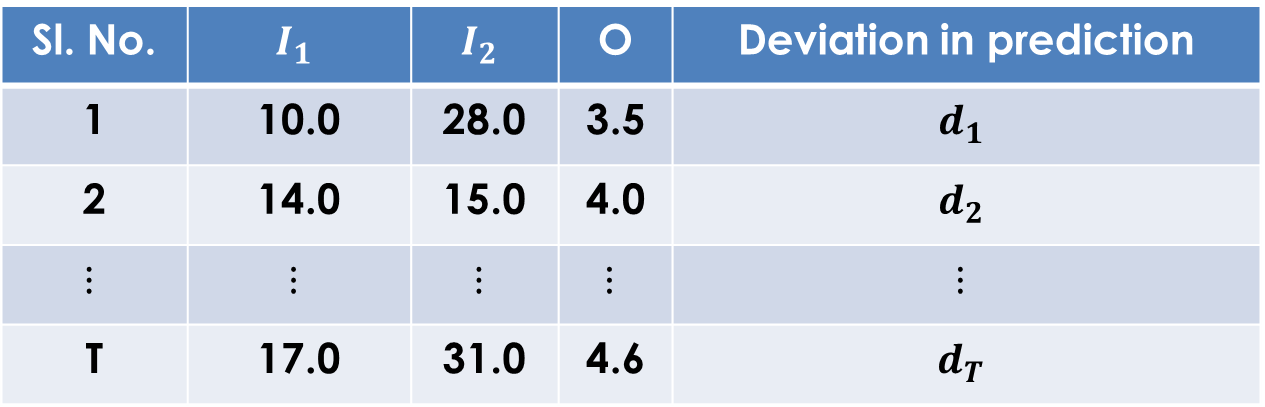 Sl. No. I₁ I₂ O Deviation in prediction
1 10.0 28.0 3.5 d₁
2 14.0 15.0 4.0 d₂
⋮ ⋮ ⋮ ⋮ ⋮
T 17.0 31.0 4.6 d_T